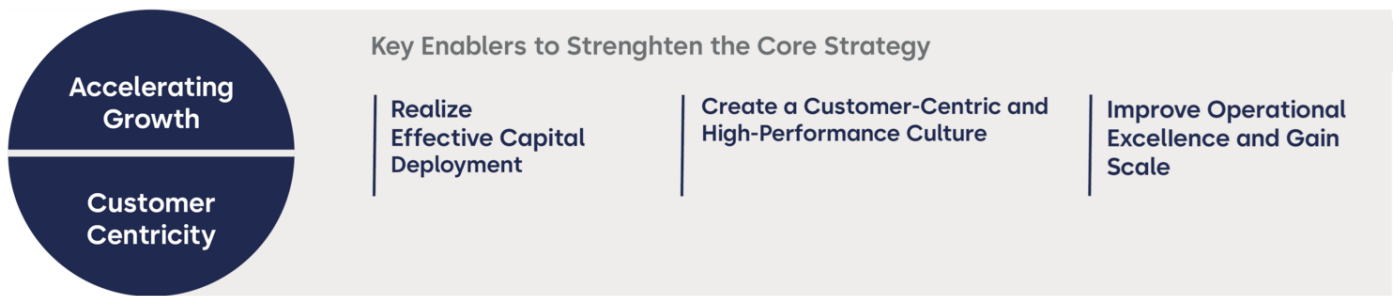 Accelerating
Growth
Customer
Centricity
Key Enablers to Strenghten the Core Strategy
Realize
Effective Capital
Deployment
Create a Customer-Centric and
High-Performance Culture
Improve Operational
Excellence and Gain
Scale